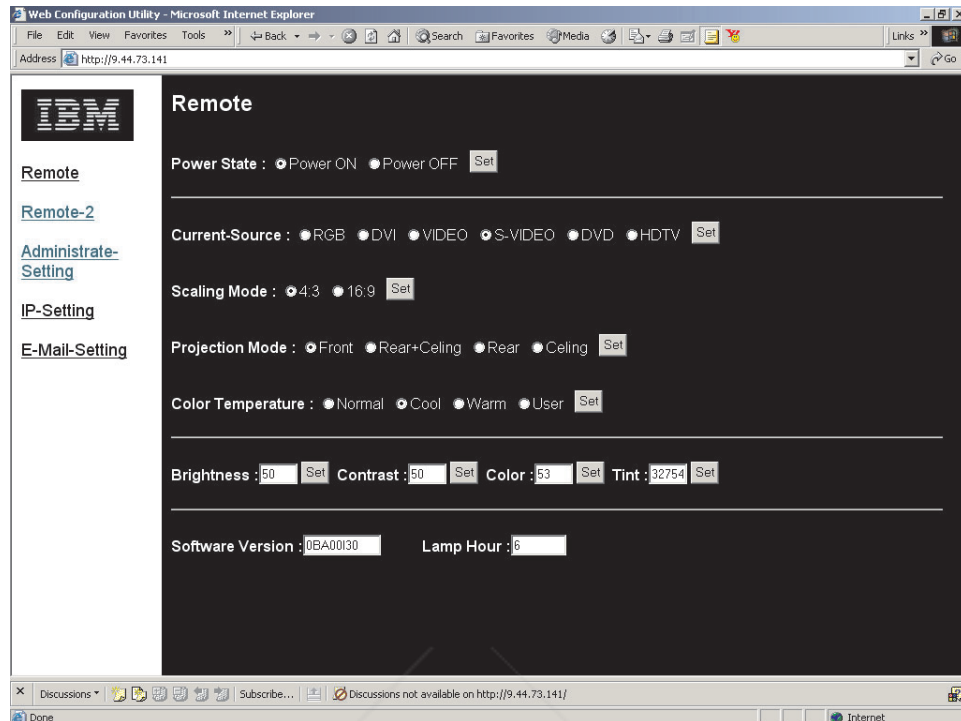 Web Configuration Utility - Microsoft Internet Explorer
File Edit View Favorites Tools » Back Search Favorites Media Links »
Address http://9.44.73.141 Go
IBM
Remote
Remote-2
Administrate-
Setting
IP-Setting
E-Mail-Setting
Remote
Power State : Power ON Power OFF Set
Current-Source : RGB DVI VIDEO S-VIDEO DVD HDTV Set
Scaling Mode : 4:3 16:9 Set
Projection Mode : Front Rear+Celing Rear Celing Set
Color Temperature : Normal Cool Warm User Set
Brightness : 50 Set Contrast : 50 Set Color : 53 Set Tint : 32754 Set
Software Version : 0BA00I30 Lamp Hour : 6
Discussions Subscribe... Discussions not available on http://9.44.73.141/
Done Internet